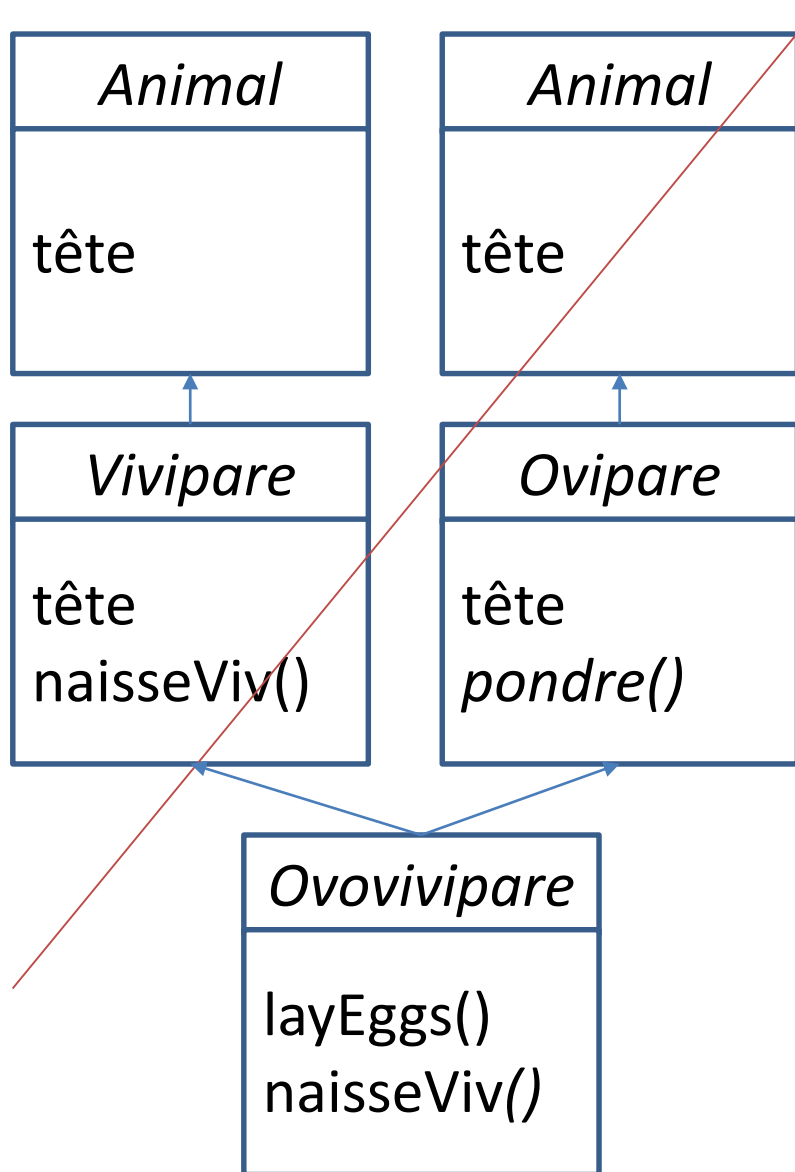 Animal
tête
Animal
tête
Vivipare
tête
naisseViv()
Ovipare
tête
pondre()
Ovovivipare
layEggs()
naisseViv()